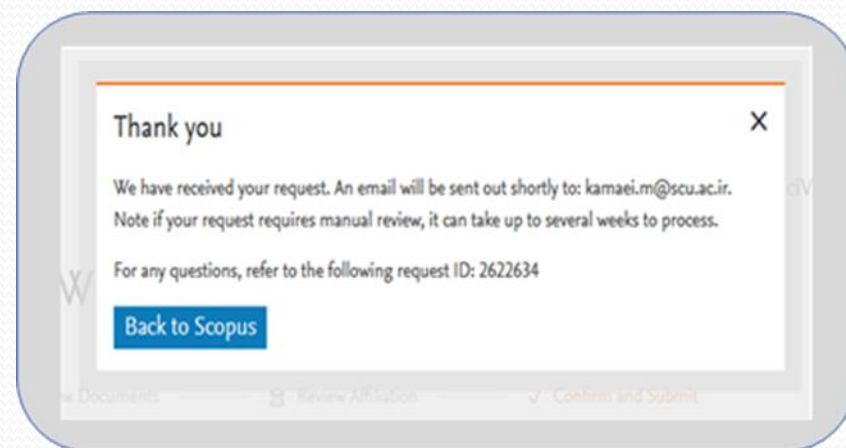 Thank you
X
We have received your request. An email will be sent out shortly to: kamaei.m@scu.ac.ir.
Note if your request requires manual review, it can take up to several weeks to process.
For any questions, refer to the following request ID: 2622634
Back to Scopus
Documents
Review Affiliation
Confirm and Submit